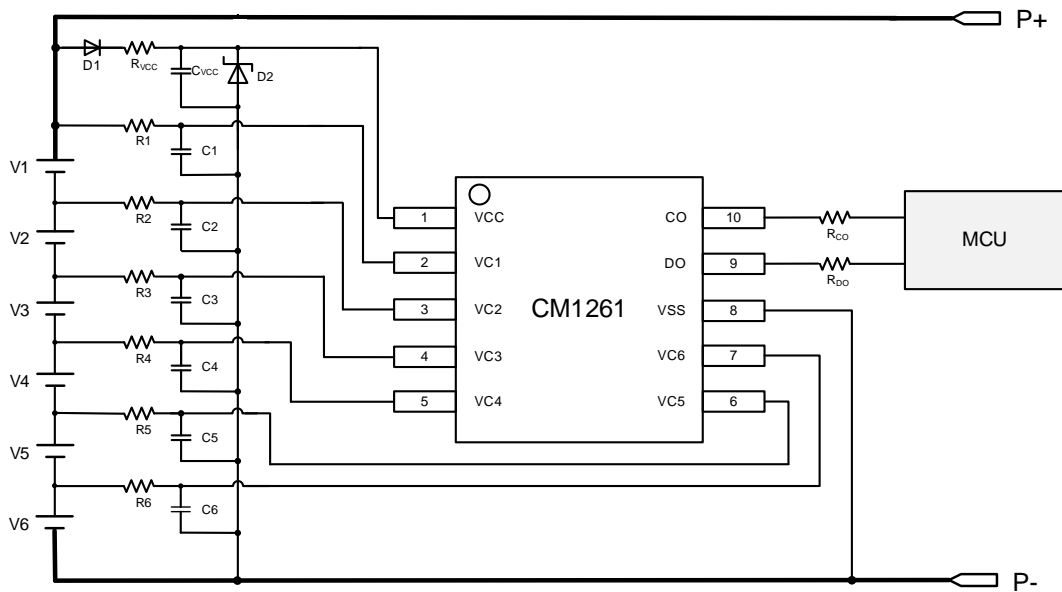 P+
D1
RVCC
CVCC
D2
R1
C1
V1
R2
C2
V2
R3
C3
V3
R4
C4
V4
R5
C5
V5
R6
C6
V6
1 VCC CO 10
2 VC1 DO 9
3 VC2 VSS 8
4 VC3 VC6 7
5 VC4 VC5 6
CM1261
RCO
RDO
MCU
P-